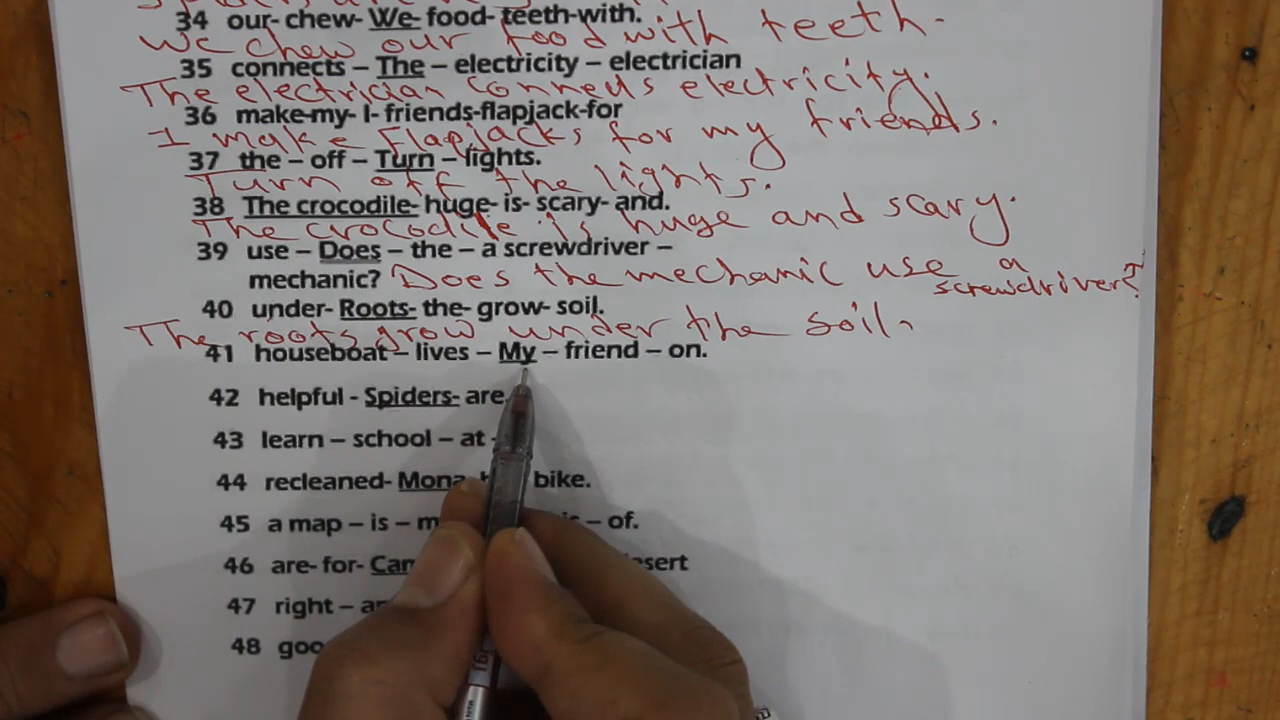 34 our- chew- We- food- teeth-with.
We chew our food with teeth.
35 connects – The – electricity – electrician
The electrician connects electricity.
36 make-my- I- friends-flapjack-for
I make flapjacks for my friends.
37 the – off – Turn – lights.
Turn off the lights.
38 The crocodile- huge- is- scary- and.
The crocodile is huge and scary.
39 use – Does – the – a screwdriver –
mechanic? Does the mechanic use a
screwdriver?
40 under- Roots- the- grow- soil.
The roots grow under the soil.
41 houseboat – lives – My – friend – on.
42 helpful - Spiders- are
43 learn – school – at -
44 recleaned- Mona bike.
45 a map – is – – of.
46 are- for-
47 right –
48